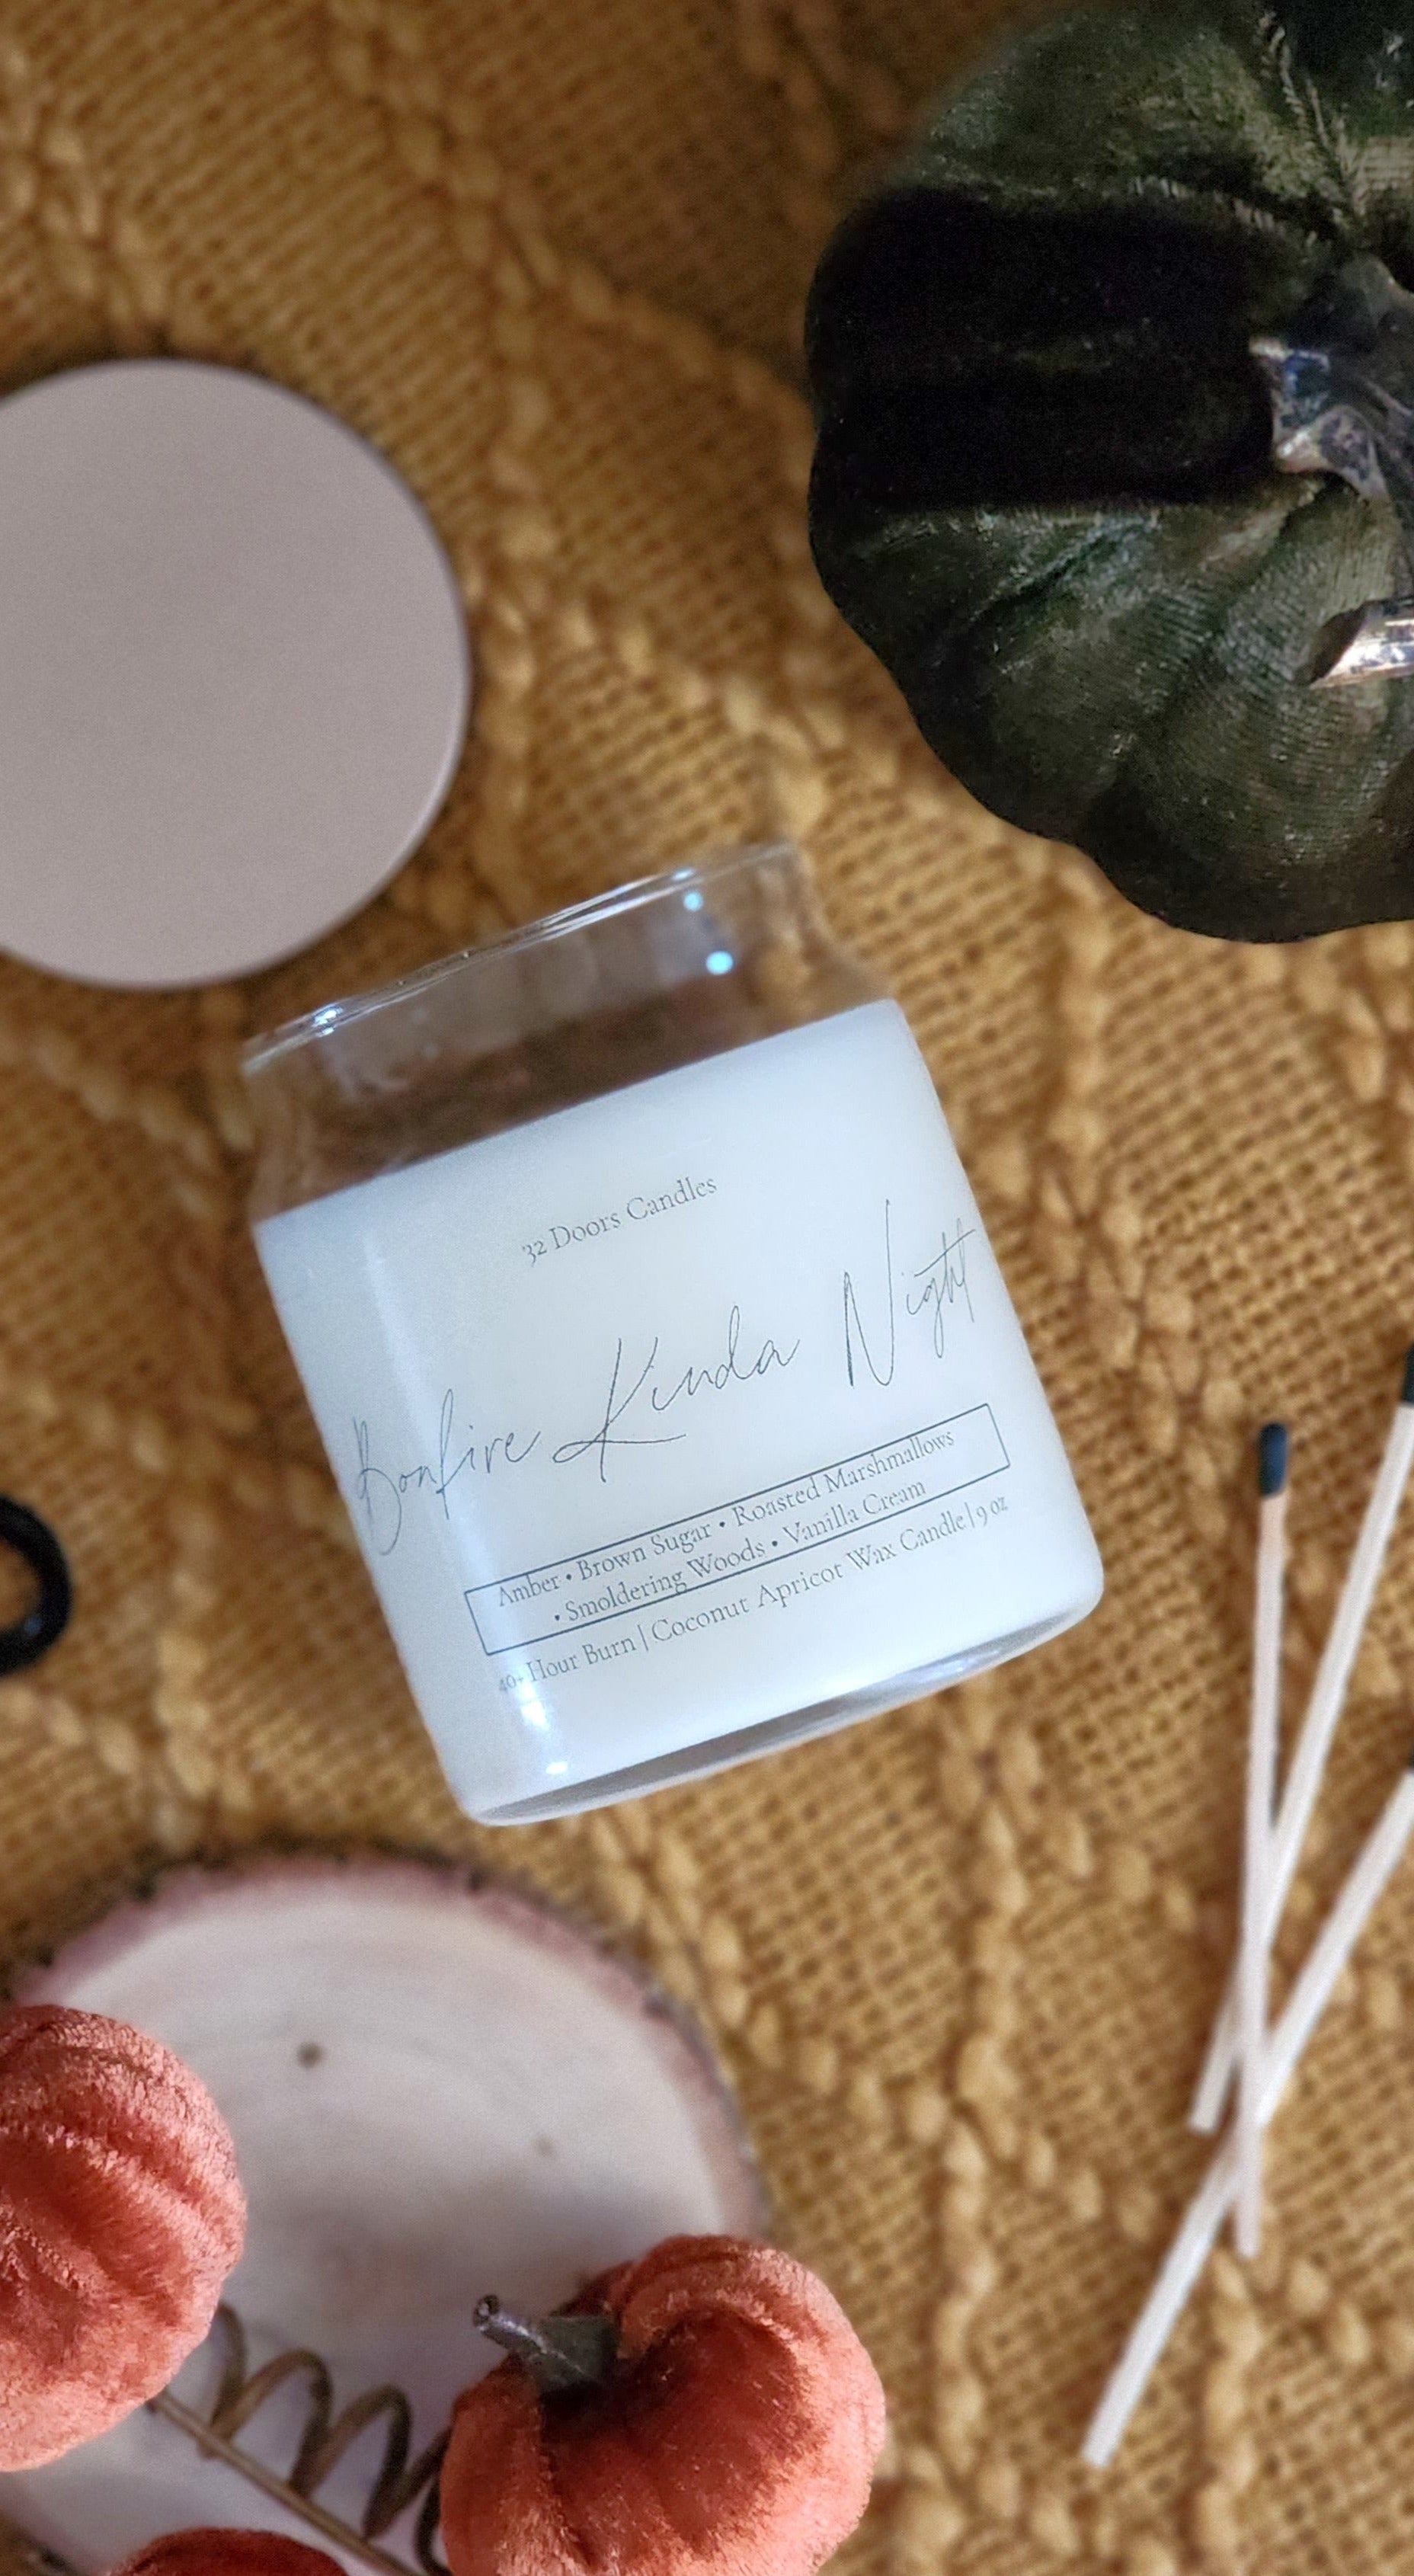 32 Doors Candles
Bonfire Kinda Night
Amber • Brown Sugar • Roasted Marshmallows
• Smoldering Woods • Vanilla Cream
40+ Hour Burn | Coconut Apricot Wax Candle | 9 oz